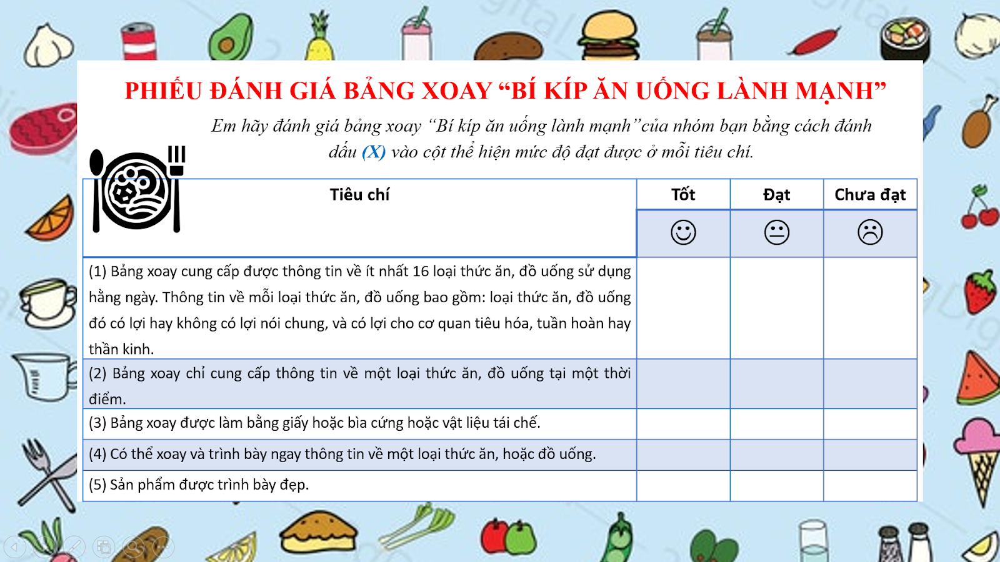 PHIẾU ĐÁNH GIÁ BẢNG XOAY “BÍ KÍP ĂN UỐNG LÀNH MẠNH”
Em hãy đánh giá bảng xoay “Bí kíp ăn uống lành mạnh”của nhóm bạn bằng cách đánh
dấu (X) vào cột thể hiện mức độ đạt được ở mỗi tiêu chí.
Tiêu chí Tốt Đạt Chưa đạt
(1) Bảng xoay cung cấp được thông tin về ít nhất 16 loại thức ăn, đồ uống sử dụng
hằng ngày. Thông tin về mỗi loại thức ăn, đồ uống bao gồm: loại thức ăn, đồ uống
đó có lợi hay không có lợi nói chung, và có lợi cho cơ quan tiêu hóa, tuần hoàn hay
thần kinh.
(2) Bảng xoay chỉ cung cấp thông tin về một loại thức ăn, đồ uống tại một thời
điểm.
(3) Bảng xoay được làm bằng giấy hoặc bìa cứng hoặc vật liệu tái chế.
(4) Có thể xoay và trình bày ngay thông tin về một loại thức ăn, hoặc đồ uống.
(5) Sản phẩm được trình bày đẹp.